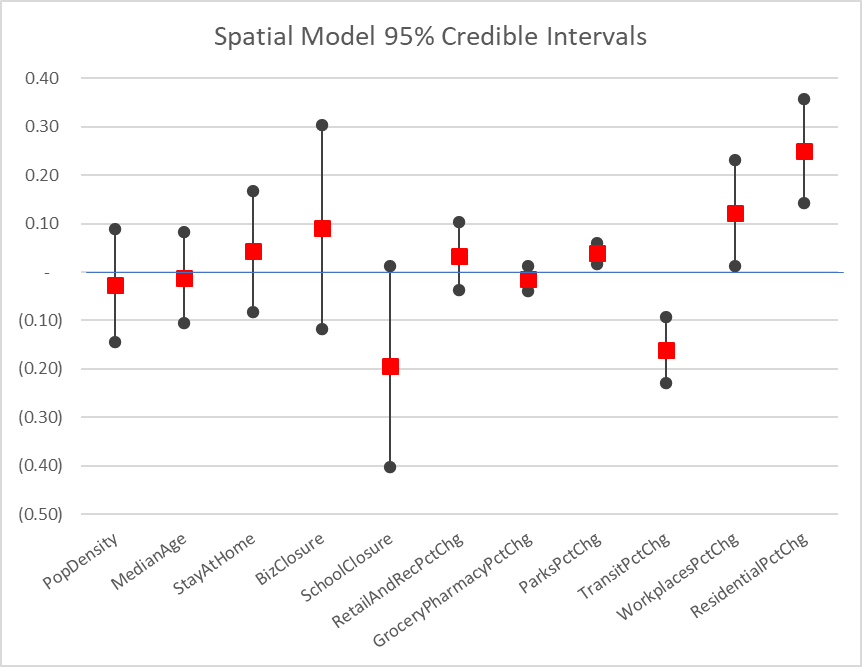 Spatial Model 95% Credible Intervals
0.40
0.30
0.20
0.10
-
(0.10)
(0.20)
(0.30)
(0.40)
(0.50)
PopDensity
MedianAge
StayAtHome
BizClosure
SchoolClosure
RetailAndRecPctChg
GroceryPharmacyPctChg
ParksPctChg
TransitPctChg
WorkplacesPctChg
ResidentialPctChg